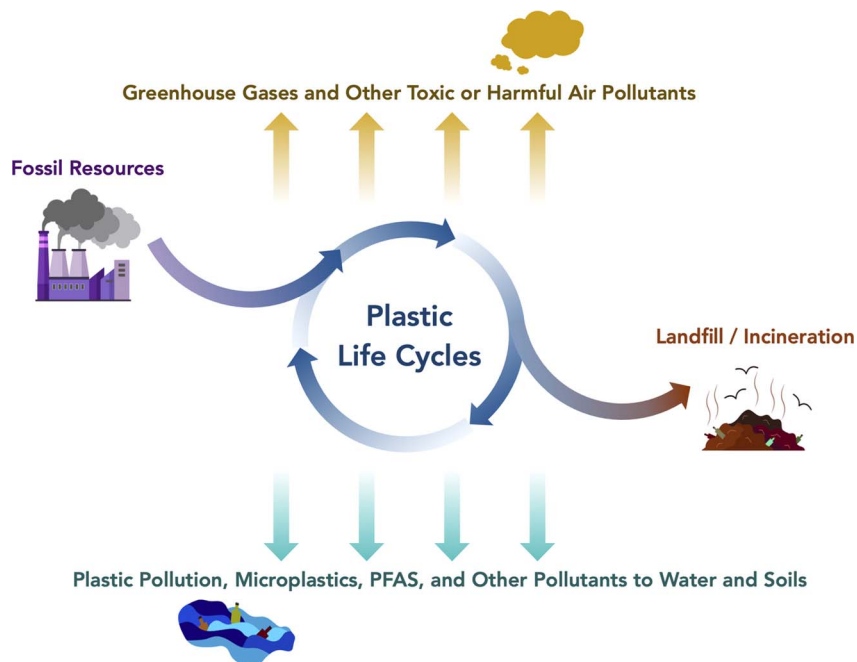 Greenhouse Gases and Other Toxic or Harmful Air Pollutants
Fossil Resources
Plastic
Life Cycles
Landfill / Incineration
Plastic Pollution, Microplastics, PFAS, and Other Pollutants to Water and Soils